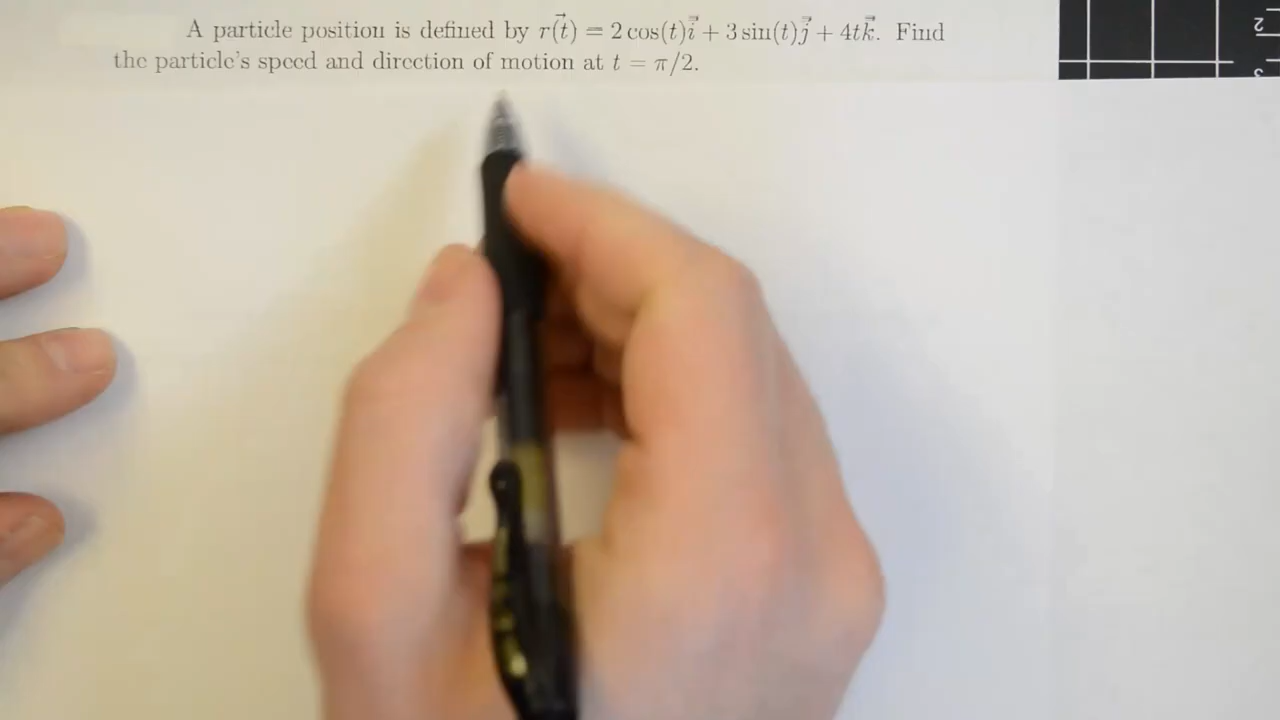 A particle position is defined by r(t⃗) = 2 cos(t)i⃗ + 3 sin(t)j⃗ + 4tk⃗. Find
the particle's speed and direction of motion at t = π/2.
2